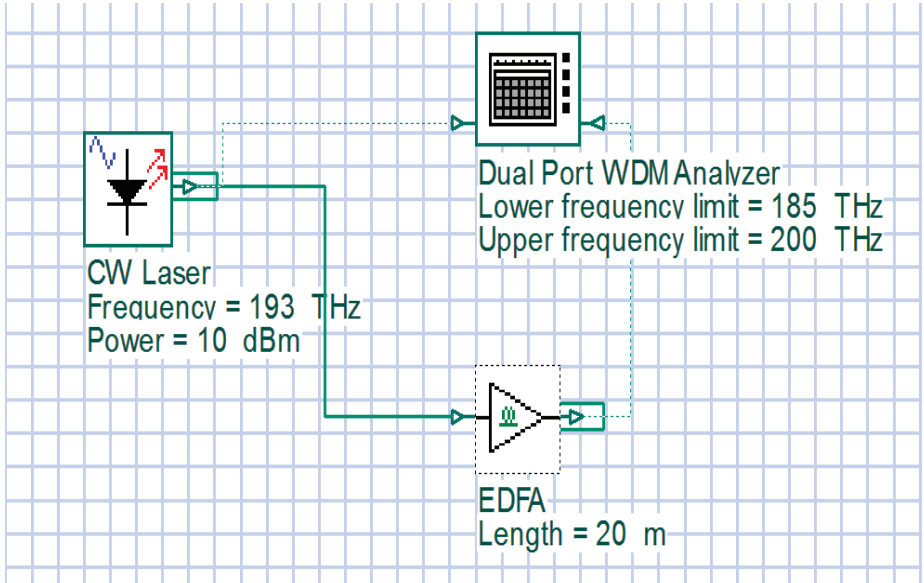 Dual Port WDM Analyzer
Lower frequency limit = 185 THz
Upper frequency limit = 200 THz
CW Laser
Frequency = 193 THz
Power = 10 dBm
EDFA
Length = 20 m